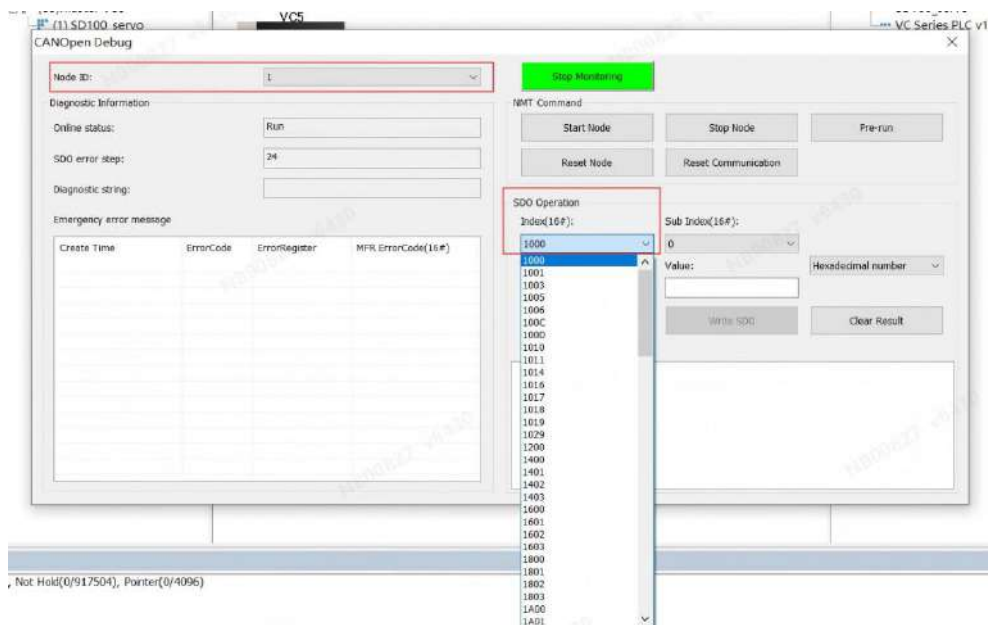 VC5
(1) SD100_servo
VC Series PLC v1
CANOpen Debug
Node ID:
1
Stop Monitoring
Diagnostic Information
NMT Command
Online status:
Run
Start Node
Stop Node
Pre-run
SDO error step:
24
Reset Node
Reset Communication
Diagnostic string:
SDO Operation
Emergency error message
Index(16#):
Sub Index(16#):
Create Time
ErrorCode
ErrorRegister
MFR ErrorCode(16#)
1000
0
Value:
Hexadecimal number
Write SDO
Clear Result
1000
1001
1003
1005
1006
100C
100D
1010
1011
1014
1016
1017
1018
1019
1029
1200
1400
1401
1402
1403
1600
1601
1602
1603
1800
1801
1802
1803
1A00
1A01
, Not Hold(0/917504), Pointer(0/4096)